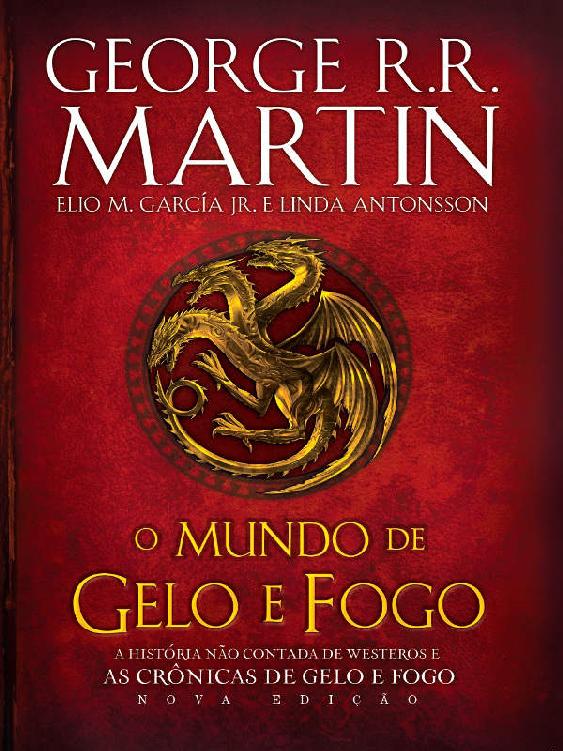 GEORGE R.R.
MARTIN
ELIO M. GARCÍA JR. E LINDA ANTONSSON
O MUNDO DE
GELO E FOGO
A HISTÓRIA NÃO CONTADA DE WESTEROS E
AS CRÔNICAS DE GELO E FOGO
NOVA EDIÇÃO